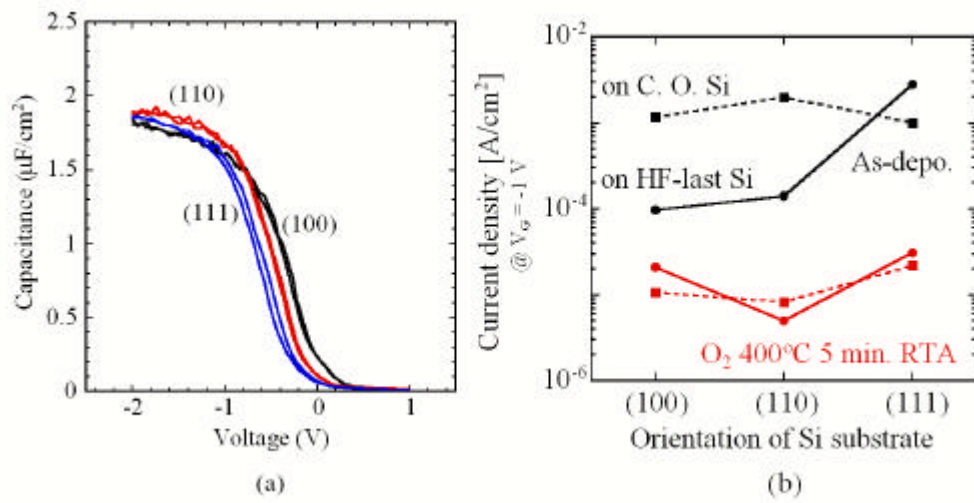 2.5
2
1.5
1
0.5
0
-2
-1
0
1
Capacitance (μF/cm²)
Voltage (V)
(110)
(111)
(100)
(a)
10⁻²
10⁻⁴
10⁻⁶
Current density [A/cm²]
@ V_G = -1 V
on C. O. Si
on HF-last Si
As-depo.
O₂ 400°C 5 min. RTA
(100)
(110)
(111)
Orientation of Si substrate
(b)